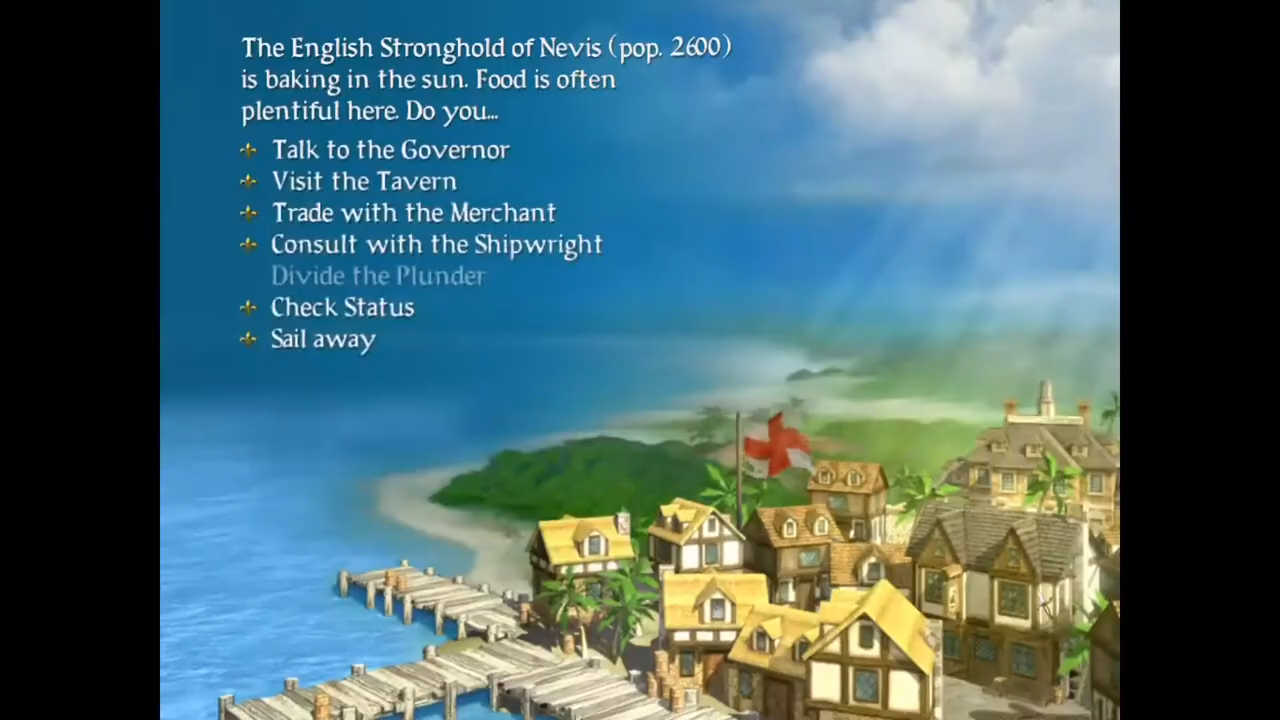 The English Stronghold of Nevis (pop. 2600)
is baking in the sun. Food is often
plentiful here. Do you...
Talk to the Governor
Visit the Tavern
Trade with the Merchant
Consult with the Shipwright
Divide the Plunder
Check Status
Sail away